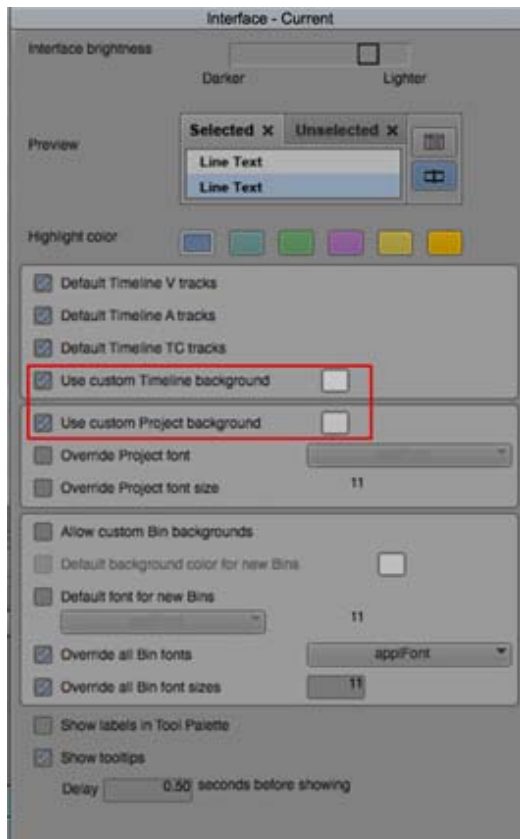 Interface - Current
Interface brightness
Darker Lighter
Preview
Selected x Unselected x
Line Text
Line Text
Highlight color
Default Timeline V tracks
Default Timeline A tracks
Default Timeline TC tracks
Use custom Timeline background
Use custom Project background
Override Project font
Override Project font size 11
Allow custom Bin backgrounds
Default background color for new Bins
Default font for new Bins
11
Override all Bin fonts applFont
Override all Bin font sizes 11
Show labels in Tool Palette
Show tooltips
Delay 0.50 seconds before showing